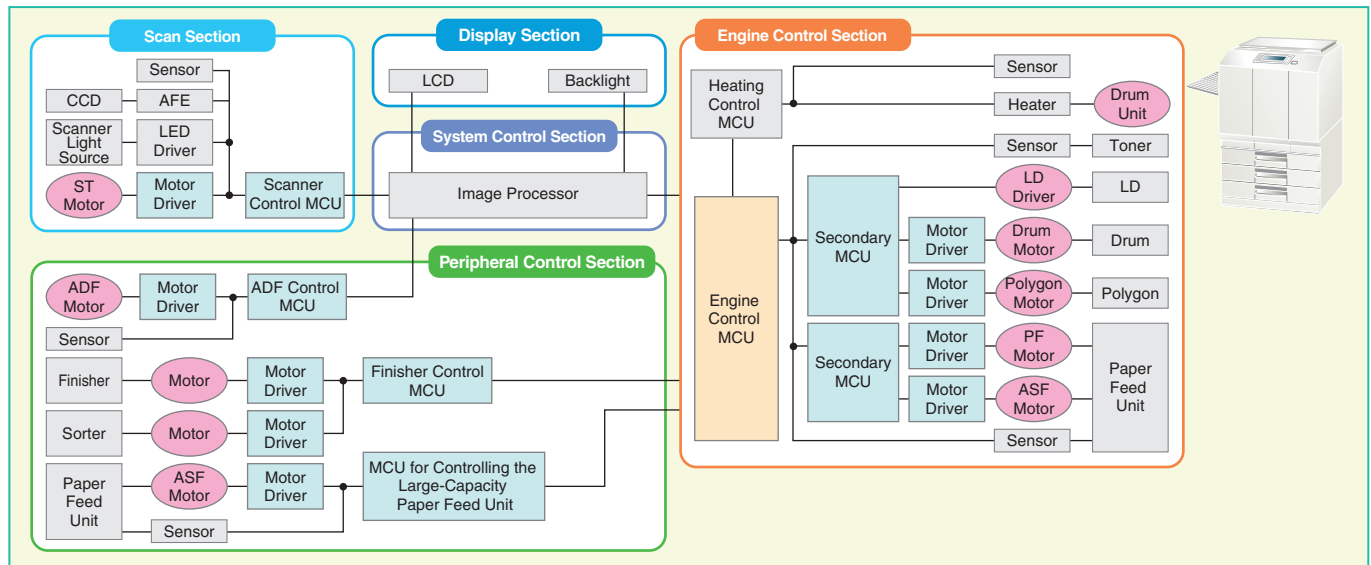 Scan Section
Sensor
CCD
AFE
Scanner
Light
Source
LED
Driver
ST
Motor
Motor
Driver
Scanner
Control MCU
Display Section
LCD
Backlight
System Control Section
Image Processor
Peripheral Control Section
ADF
Motor
Motor
Driver
ADF Control
MCU
Sensor
Finisher
Motor
Motor
Driver
Finisher Control
MCU
Sorter
Motor
Motor
Driver
Paper
Feed
Unit
ASF
Motor
Motor
Driver
MCU for Controlling the
Large-Capacity
Paper Feed Unit
Sensor
Engine Control Section
Heating
Control
MCU
Sensor
Heater
Drum
Unit
Sensor
Toner
Engine
Control
MCU
Secondary
MCU
LD
Driver
LD
Motor
Driver
Drum
Motor
Drum
Motor
Driver
Polygon
Motor
Polygon
Secondary
MCU
Motor
Driver
PF
Motor
Paper
Feed
Unit
Motor
Driver
ASF
Motor
Sensor